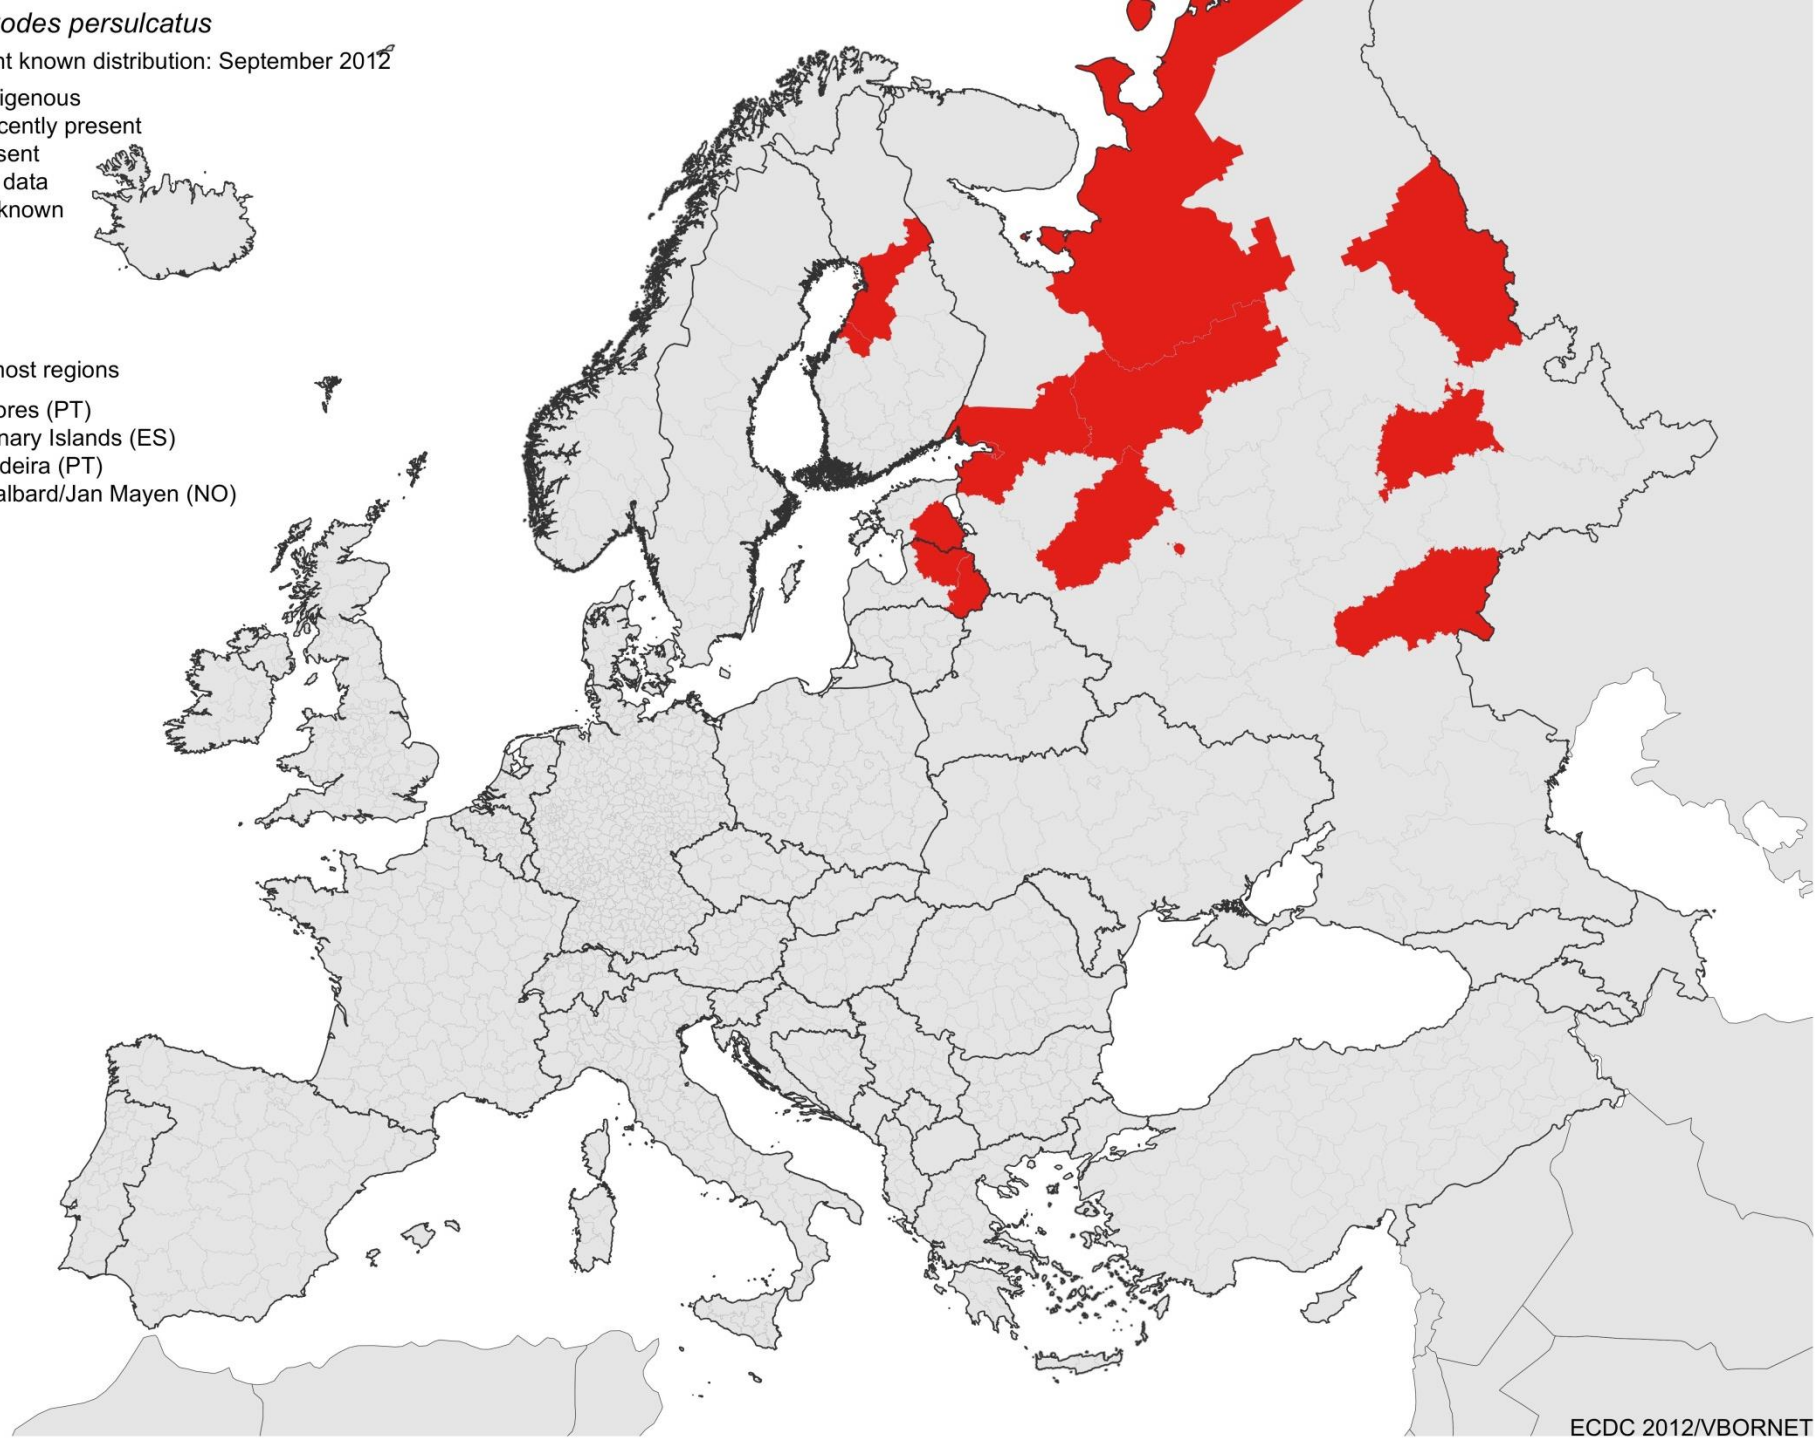 odes persulcatus
nt known distribution: September 2012
igenous
cently present
sent
data
known
nost regions
ores (PT)
nary Islands (ES)
deira (PT)
albard/Jan Mayen (NO)
ECDC 2012/VBORNET